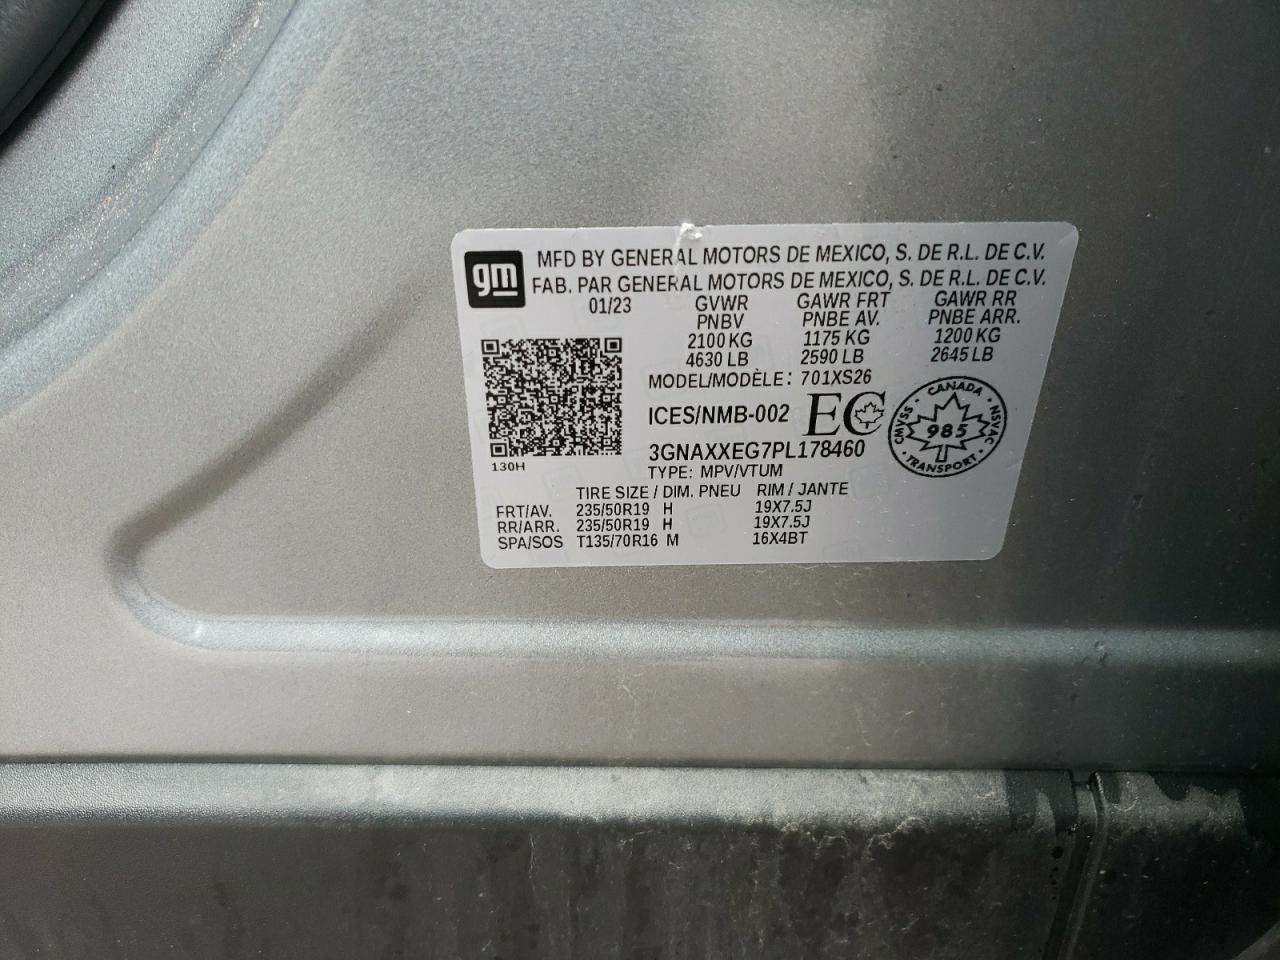 gm
MFD BY GENERAL MOTORS DE MEXICO, S. DE R.L. DE C.V.
FAB. PAR GENERAL MOTORS DE MEXICO, S. DE R.L. DE C.V.
01/23 GVWR GAWR FRT GAWR RR
PNBV PNBE AV. PNBE ARR.
2100 KG 1175 KG 1200 KG
4630 LB 2590 LB 2645 LB
MODEL/MODÈLE: 701XS26
ICES/NMB-002 EC
CANADA
CMVSS 985 NSVAC
TRANSPORT
3GNAXXEG7PL178460
130H
TYPE: MPV/VTUM
TIRE SIZE / DIM. PNEU RIM / JANTE
FRT/AV. 235/50R19 H 19X7.5J
RR/ARR. 235/50R19 H 19X7.5J
SPA/SOS T135/70R16 M 16X4BT